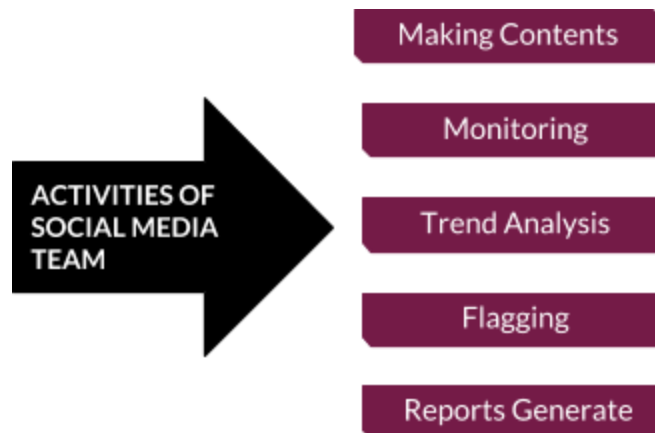 ACTIVITIES OF
SOCIAL MEDIA
TEAM
Making Contents
Monitoring
Trend Analysis
Flagging
Reports Generate